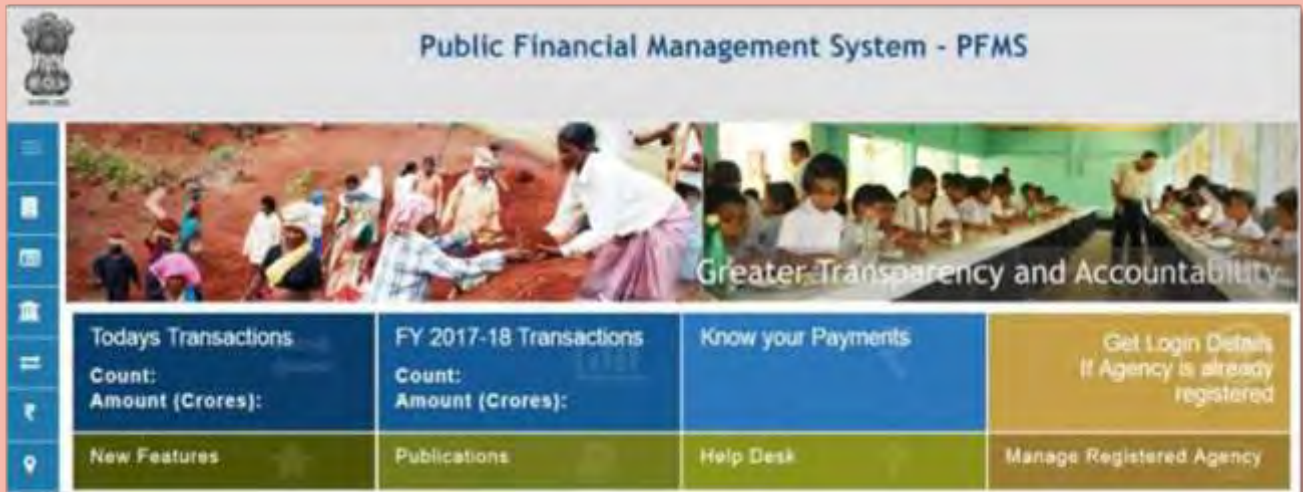 Public Financial Management System - PFMS
Greater Transparency and Accountability
Todays Transactions
Count:
Amount (Crores):
FY 2017-18 Transactions
Count:
Amount (Crores):
Know your Payments
Get Login Details
If Agency is already
registered
New Features
Publications
Help Desk
Manage Registered Agency